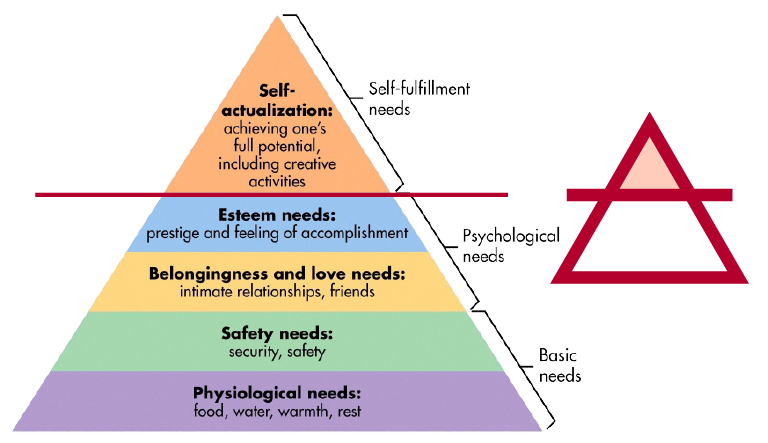 Self-
actualization:
achieving one's
full potential,
including creative
activities
Self-fulfillment
needs
Esteem needs:
prestige and feeling of accomplishment
Psychological
needs
Belongingness and love needs:
intimate relationships, friends
Safety needs:
security, safety
Basic
needs
Physiological needs:
food, water, warmth, rest